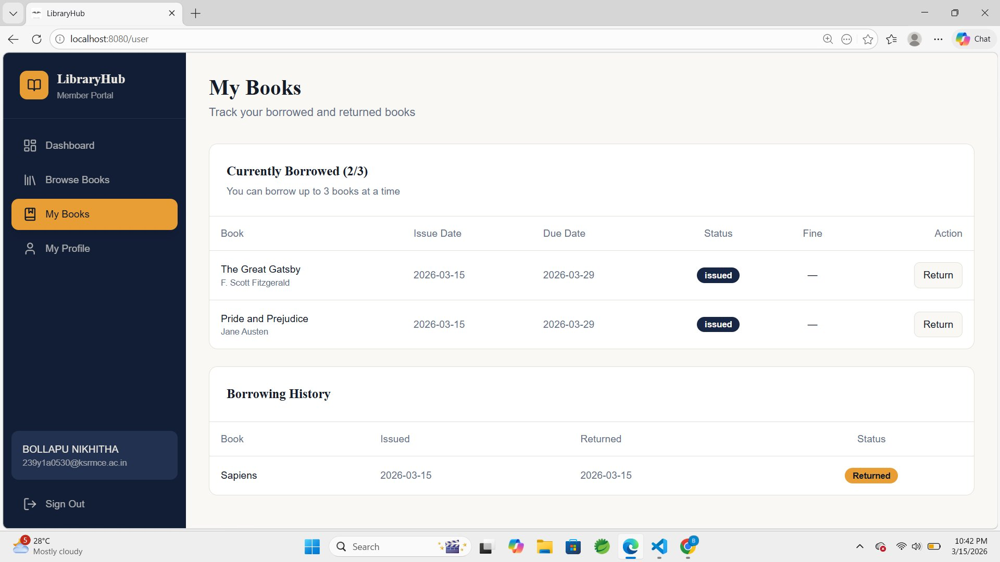 LibraryHub
localhost:8080/user
Chat
LibraryHub
Member Portal
Dashboard
Browse Books
My Books
My Profile
BOLLAPU NIKHITHA
239y1a0530@ksrmce.ac.in
Sign Out
My Books
Track your borrowed and returned books
Currently Borrowed (2/3)
You can borrow up to 3 books at a time
Book Issue Date Due Date Status Fine Action
The Great Gatsby 2026-03-15 2026-03-29 issued — Return
F. Scott Fitzgerald
Pride and Prejudice 2026-03-15 2026-03-29 issued — Return
Jane Austen
Borrowing History
Book Issued Returned Status
Sapiens 2026-03-15 2026-03-15 Returned
5 28°C
Mostly cloudy
Search
B
10:42 PM
3/15/2026